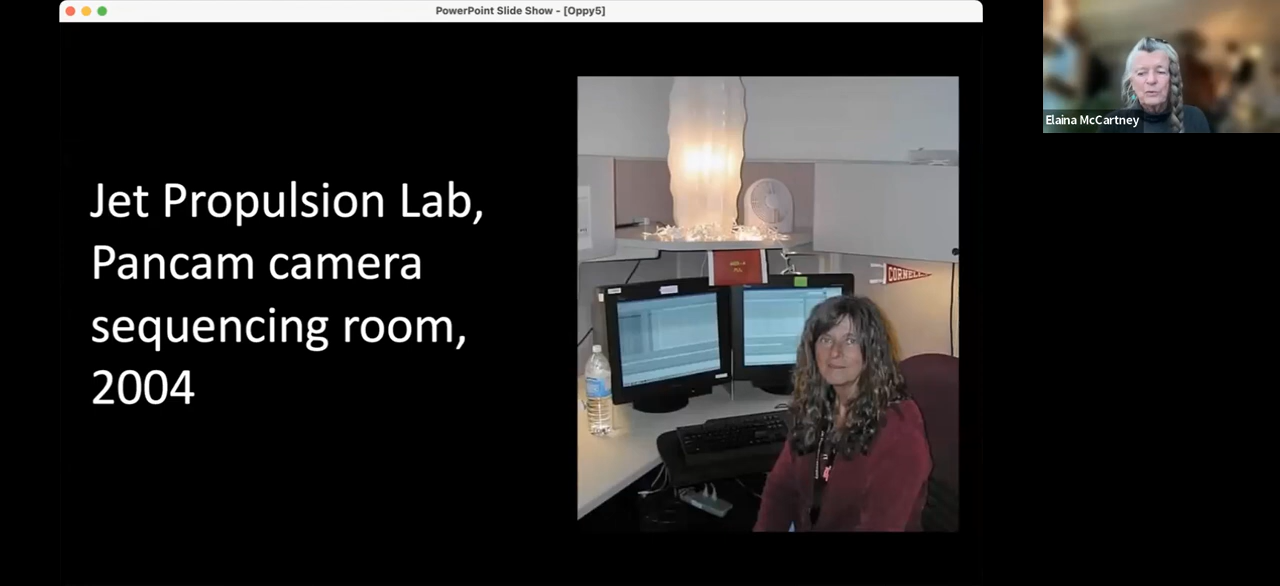 PowerPoint Slide Show - [Oppy5]
Jet Propulsion Lab,
Pancam camera
sequencing room,
2004
CORNELL
Elaina McCartney